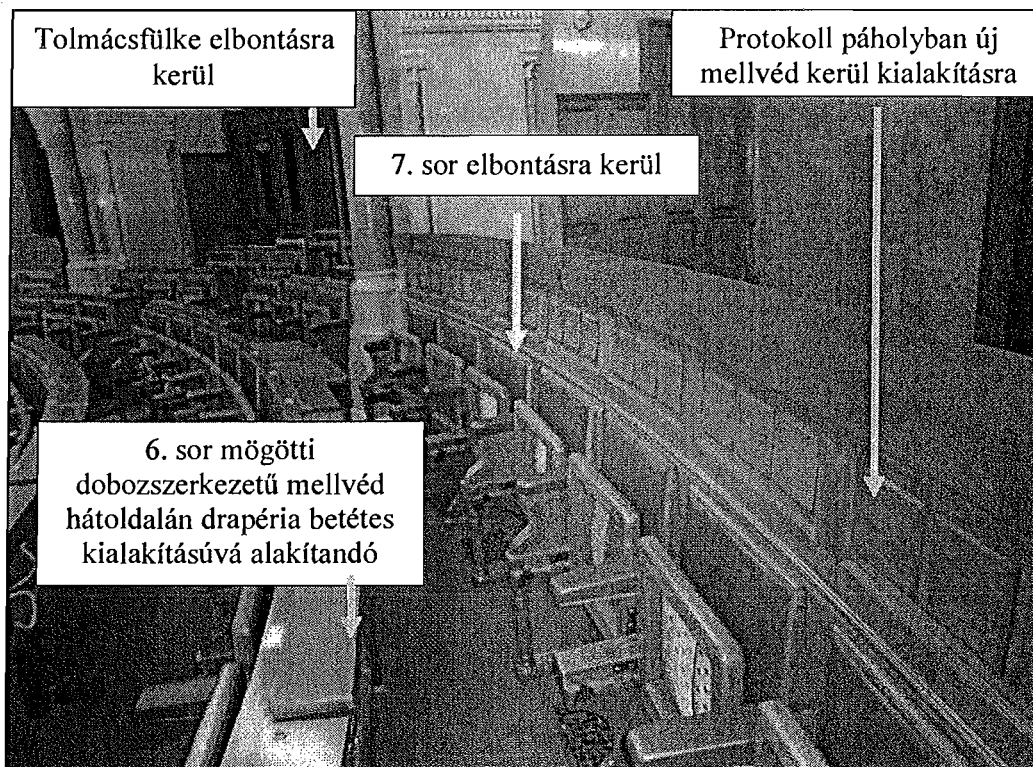 Tolmácsfülke elbontásra
kerül
Protokoll páholyban új
mellvéd kerül kialakításra
7. sor elbontásra kerül
6. sor mögötti
dobozszerkezetű mellvéd
hátoldalán drapéria betétes
kialakításúvá alakítandó